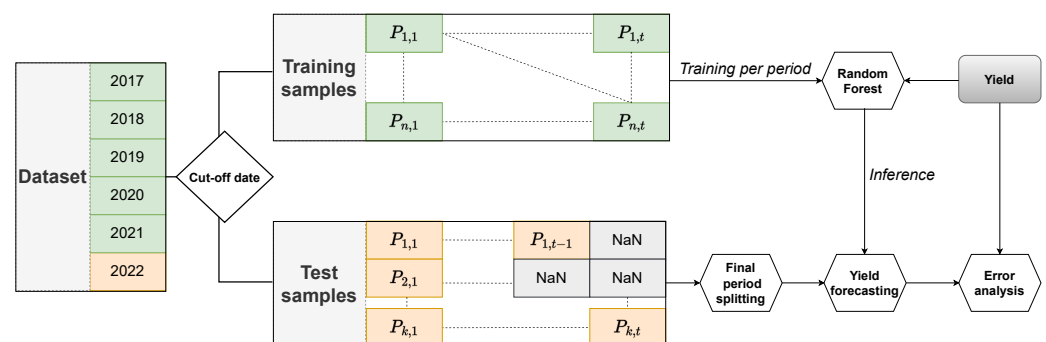 Dataset
2017
2018
2019
2020
2021
2022
Cut-off date
Training
samples
P1,1
P1,t
Pn,1
Pn,t
Training per period
Random
Forest
Yield
Inference
Test
samples
P1,1
P1,t−1
NaN
P2,1
NaN
NaN
Pk,1
Pk,t
Final
period
splitting
Yield
forecasting
Error
analysis